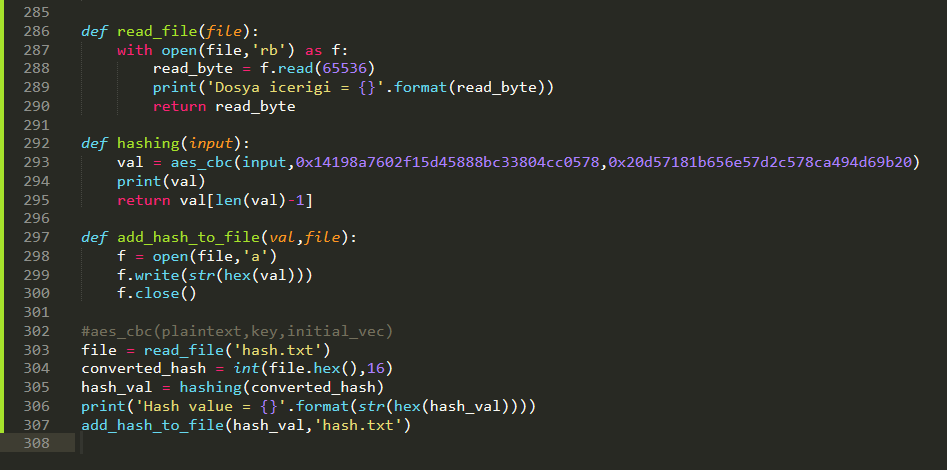 285
286 def read_file(file):
287     with open(file,'rb') as f:
288         read_byte = f.read(65536)
289         print('Dosya icerigi = {}'.format(read_byte))
290         return read_byte
291
292 def hashing(input):
293     val = aes_cbc(input,0x14198a7602f15d45888bc33804cc0578,0x20d57181b656e57d2c578ca494d69b20)
294     print(val)
295     return val[len(val)-1]
296
297 def add_hash_to_file(val,file):
298     f = open(file,'a')
299     f.write(str(hex(val)))
300     f.close()
301
302 #aes_cbc(plaintext,key,initial_vec)
303 file = read_file('hash.txt')
304 converted_hash = int(file.hex(),16)
305 hash_val = hashing(converted_hash)
306 print('Hash value = {}'.format(str(hex(hash_val))))
307 add_hash_to_file(hash_val,'hash.txt')
308